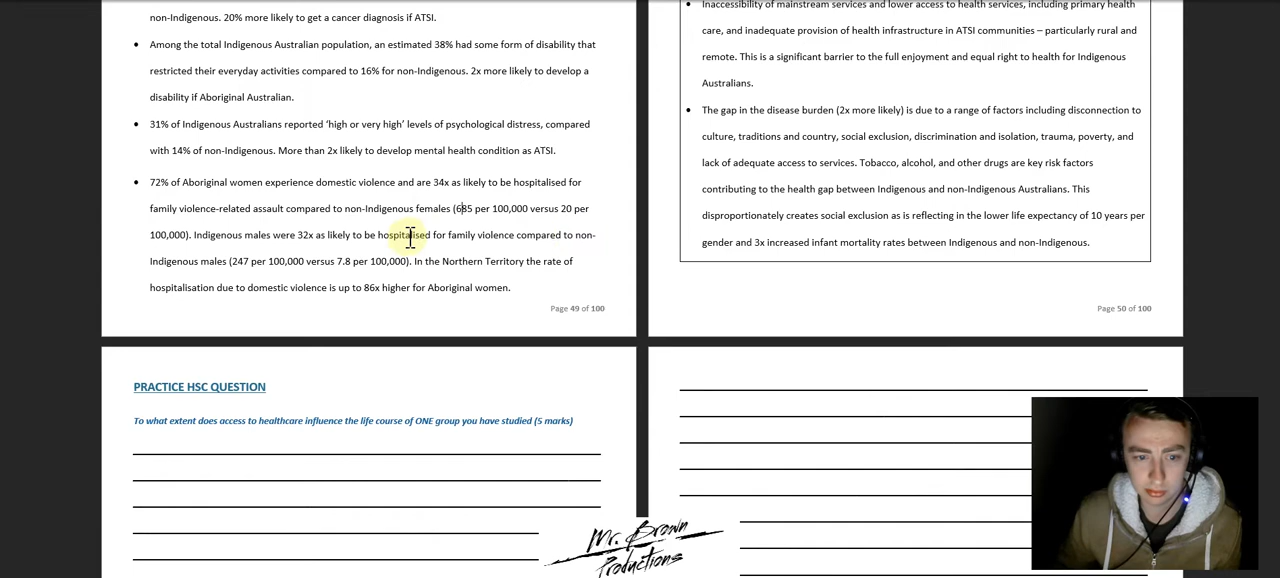 non-Indigenous. 20% more likely to get a cancer diagnosis if ATSI.
• Among the total Indigenous Australian population, an estimated 38% had some form of disability that
restricted their everyday activities compared to 16% for non-Indigenous. 2x more likely to develop a
disability if Aboriginal Australian.
• 31% of Indigenous Australians reported ‘high or very high’ levels of psychological distress, compared
with 14% of non-Indigenous. More than 2x likely to develop mental health condition as ATSI.
• 72% of Aboriginal women experience domestic violence and are 34x as likely to be hospitalised for
family violence-related assault compared to non-Indigenous females (685 per 100,000 versus 20 per
100,000). Indigenous males were 32x as likely to be hospitalised for family violence compared to non-
Indigenous males (247 per 100,000 versus 7.8 per 100,000). In the Northern Territory the rate of
hospitalisation due to domestic violence is up to 86x higher for Aboriginal women.
Page 49 of 100
Inaccessibility of mainstream services and lower access to health services, including primary health
care, and inadequate provision of health infrastructure in ATSI communities – particularly rural and
remote. This is a significant barrier to the full enjoyment and equal right to health for Indigenous
Australians.
• The gap in the disease burden (2x more likely) is due to a range of factors including disconnection to
culture, traditions and country, social exclusion, discrimination and isolation, trauma, poverty, and
lack of adequate access to services. Tobacco, alcohol, and other drugs are key risk factors
contributing to the health gap between Indigenous and non-Indigenous Australians. This
disproportionately creates social exclusion as is reflecting in the lower life expectancy of 10 years per
gender and 3x increased infant mortality rates between Indigenous and non-Indigenous.
Page 50 of 100
PRACTICE HSC QUESTION
To what extent does access to healthcare influence the life course of ONE group you have studied (5 marks)
Mr. Brown
Productions